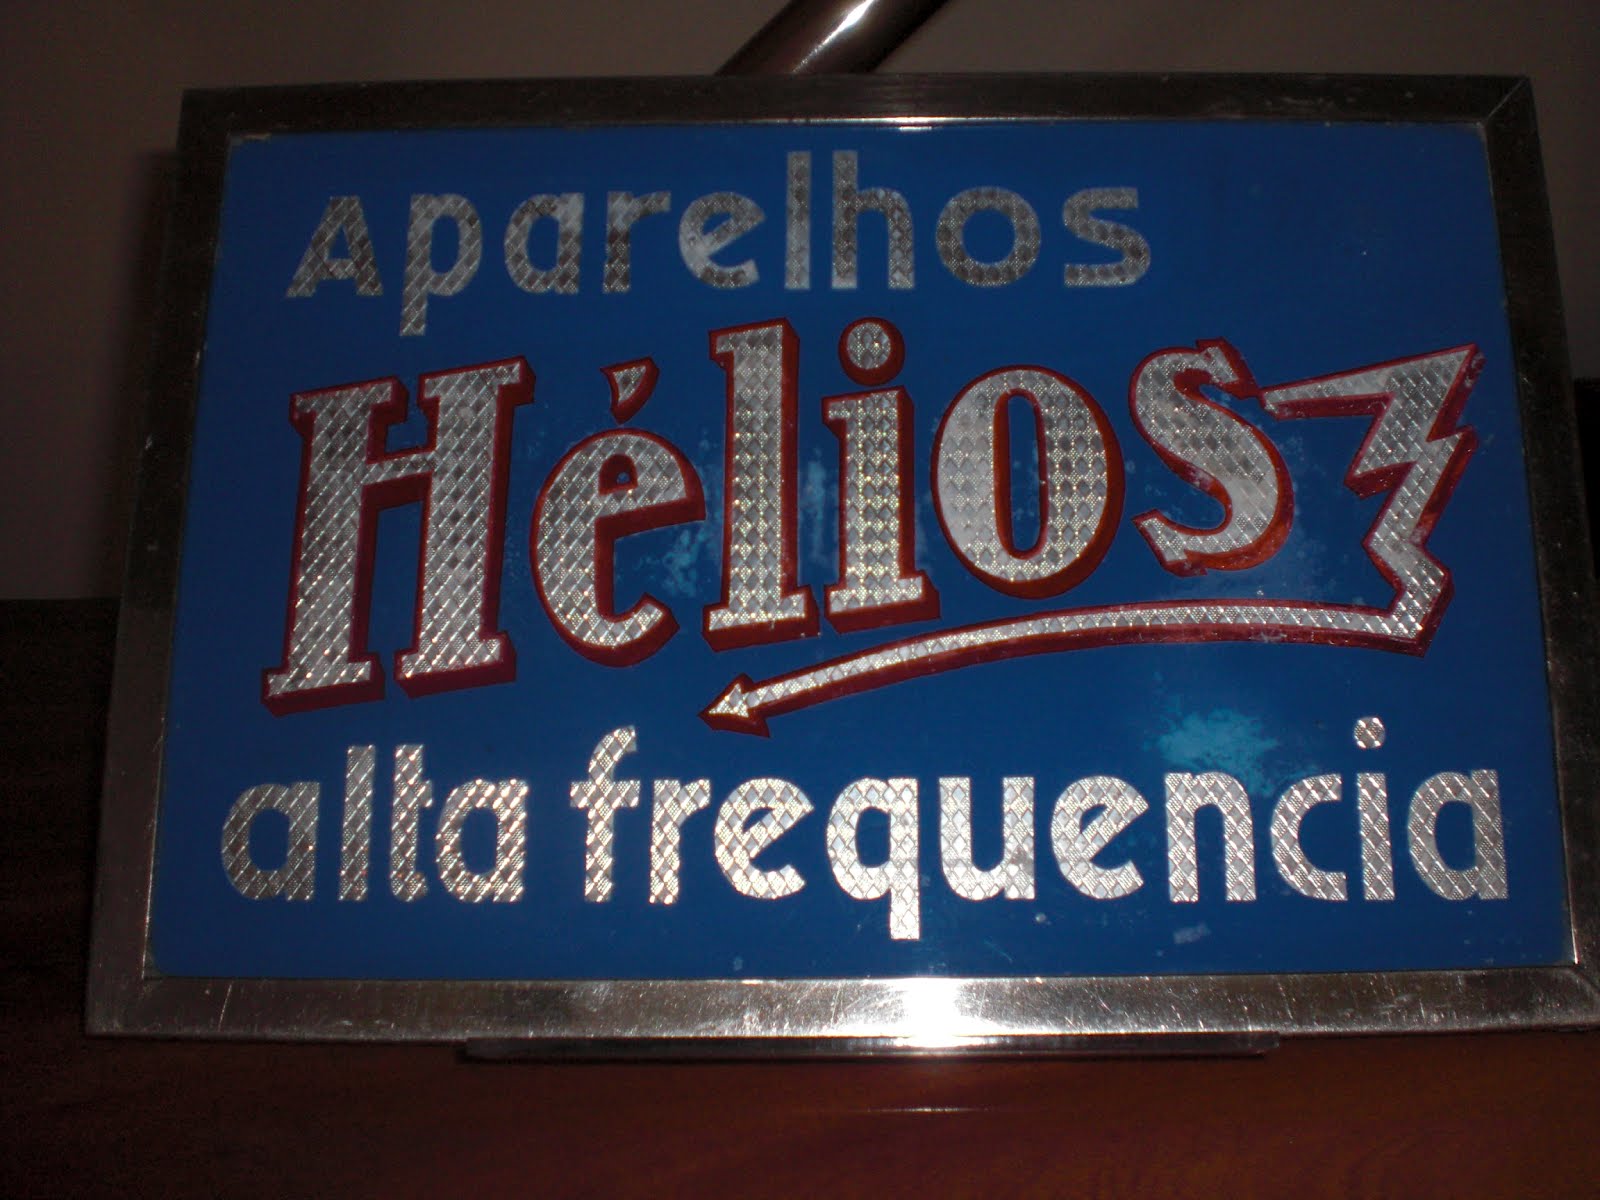 Aparelhos
Hélios
alta frequencia